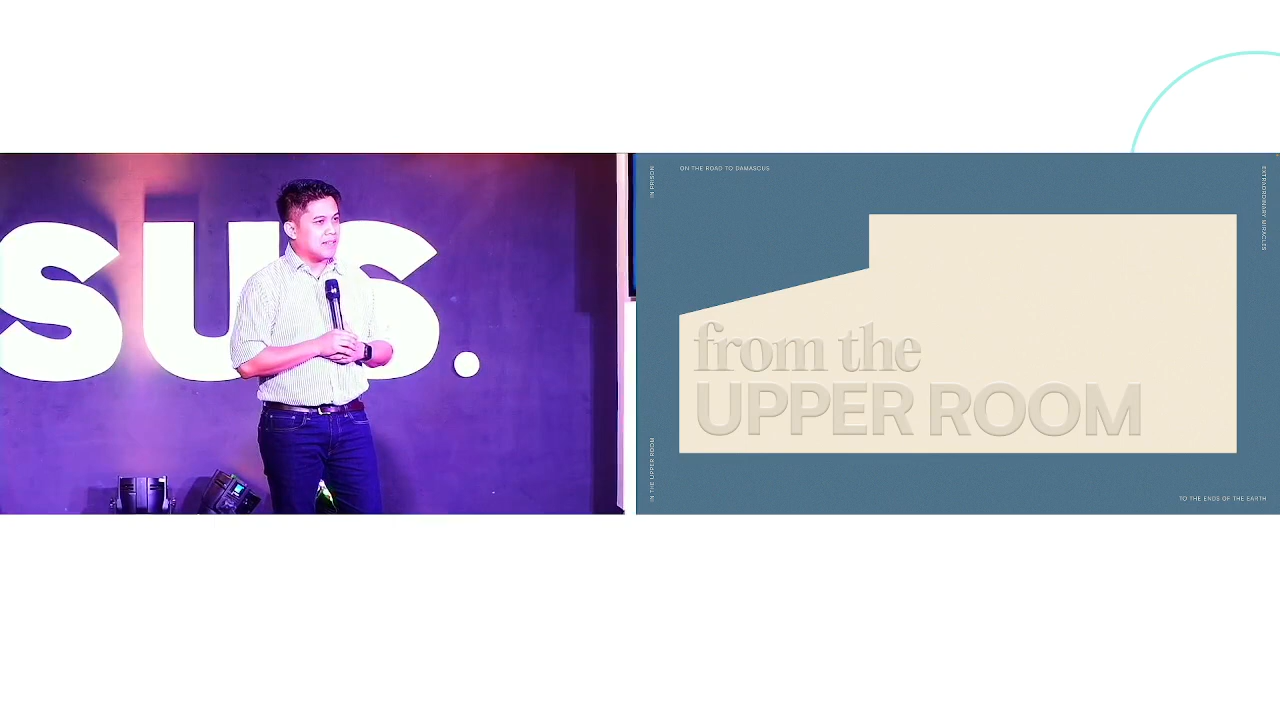 SUS.
IN PRISON
ON THE ROAD TO DAMASCUS
EXTRAORDINARY MIRACLES
from the
UPPER ROOM
IN THE UPPER ROOM
TO THE ENDS OF THE EARTH